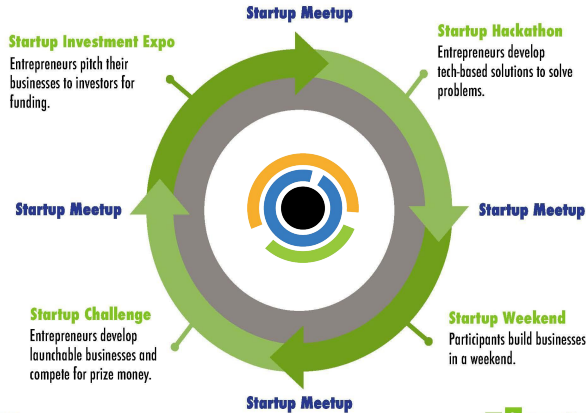 Startup Meetup
Startup Investment Expo
Entrepreneurs pitch their
businesses to investors for
funding.
Startup Hackathon
Entrepreneurs develop
tech-based solutions to solve
problems.
Startup Meetup
Startup Meetup
Startup Challenge
Entrepreneurs develop
launchable businesses and
compete for prize money.
Startup Weekend
Participants build businesses
in a weekend.
Startup Meetup